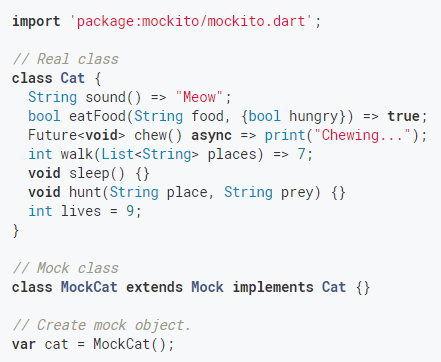 import 'package:mockito/mockito.dart';
// Real class
class Cat {
String sound() => "Meow";
bool eatFood(String food, {bool hungry}) => true;
Future<void> chew() async => print("Chewing...");
int walk(List<String> places) => 7;
void sleep() {}
void hunt(String place, String prey) {}
int lives = 9;
}
// Mock class
class MockCat extends Mock implements Cat {}
// Create mock object.
var cat = MockCat();